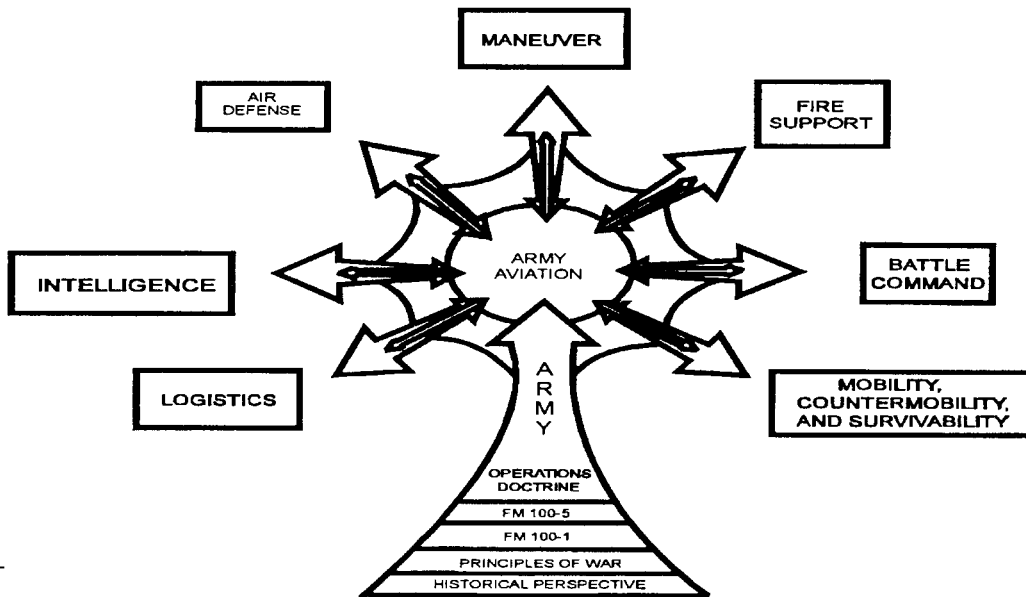 MANEUVER
AIR
DEFENSE
FIRE
SUPPORT
ARMY
AVIATION
INTELLIGENCE
BATTLE
COMMAND
LOGISTICS
MOBILITY,
COUNTERMOBILITY,
AND SURVIVABILITY
ARMY
OPERATIONS
DOCTRINE
FM 100-5
FM 100-1
PRINCIPLES OF WAR
HISTORICAL PERSPECTIVE